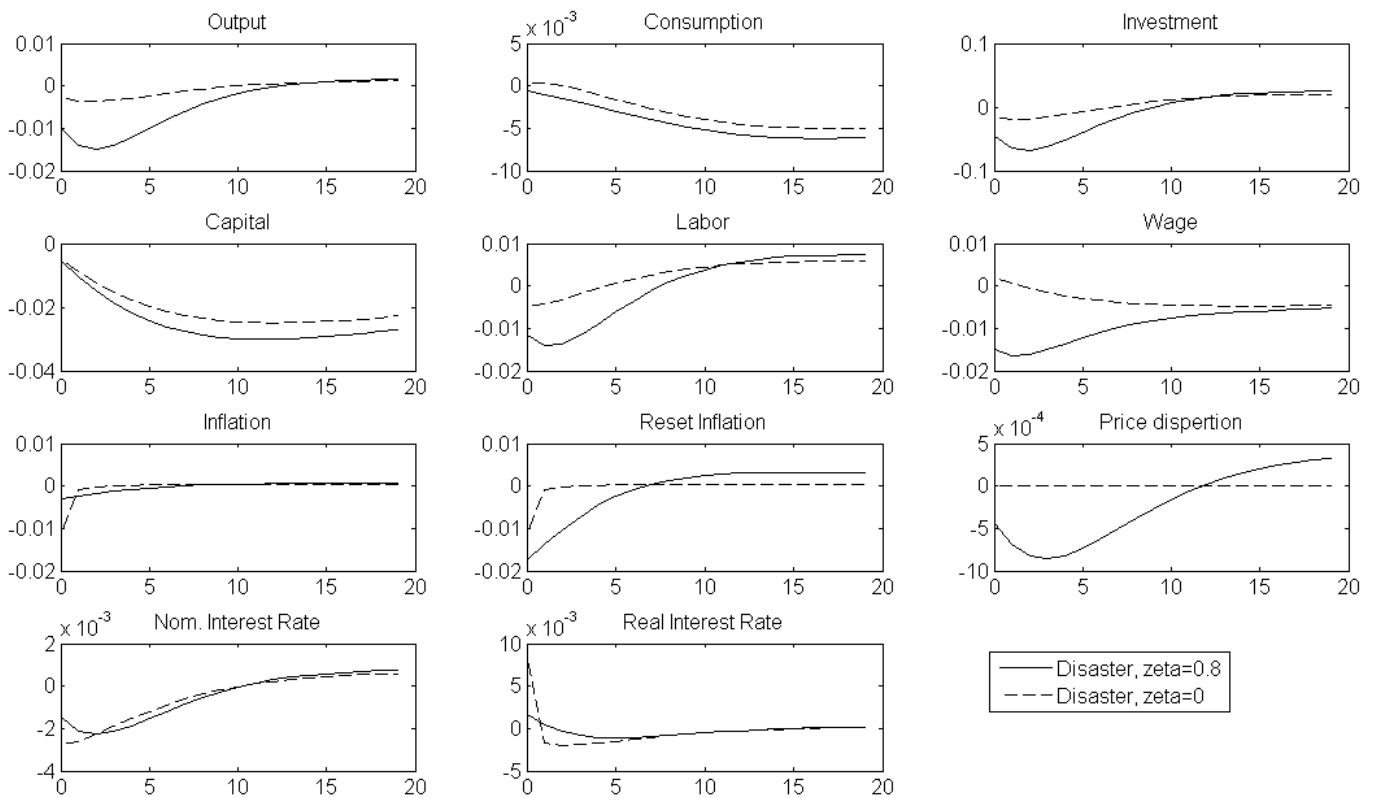 Output
0.01
0
-0.01
-0.02
0 5 10 15 20
Consumption
x 10^-3
5
0
-5
-10
0 5 10 15 20
Investment
0.1
0
-0.1
0 5 10 15 20
Capital
0
-0.02
-0.04
0 5 10 15 20
Labor
0.01
0
-0.01
-0.02
0 5 10 15 20
Wage
0.01
0
-0.01
-0.02
0 5 10 15 20
Inflation
0.01
0
-0.01
-0.02
0 5 10 15 20
Reset Inflation
0.01
0
-0.01
-0.02
0 5 10 15 20
Price dispertion
x 10^-4
5
0
-5
-10
0 5 10 15 20
Nom. Interest Rate
x 10^-3
2
0
-2
-4
0 5 10 15 20
Real Interest Rate
x 10^-3
10
5
0
-5
0 5 10 15 20
Disaster, zeta=0.8
Disaster, zeta=0